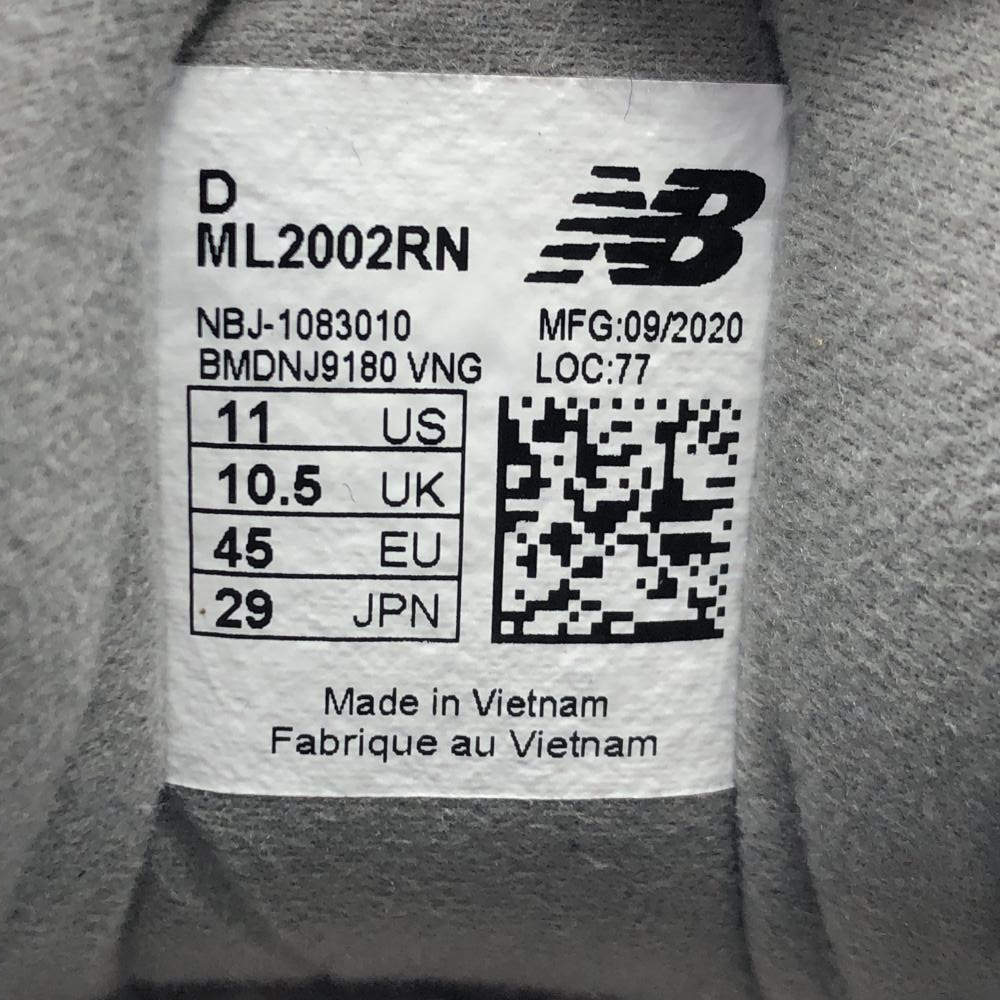 D
ML2002RN
NB
NBJ-1083010
MFG:09/2020
BMDNJ9180 VNG
LOC:77
11 US
10.5 UK
45 EU
29 JPN
Made in Vietnam
Fabrique au Vietnam